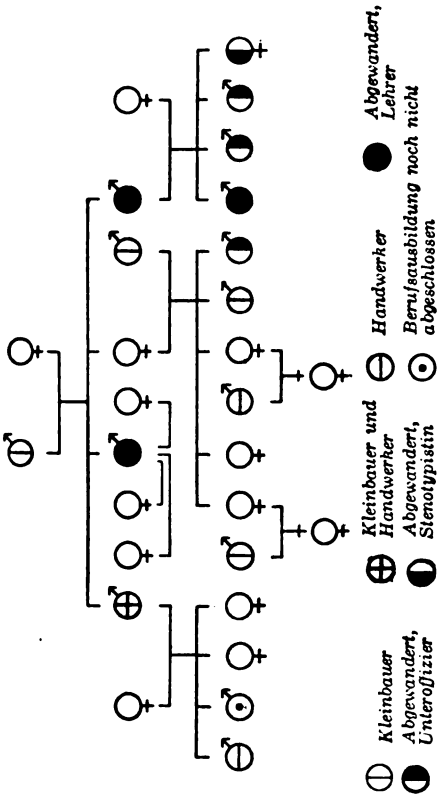 Kleinbauer
Kleinbauer und
Handwerker
Handwerker
Abgewandert,
Lehrer
Abgewandert,
Unteroffizier
Abgewandert,
Stenotypistin
Berufsausbildung noch nicht
abgeschlossen